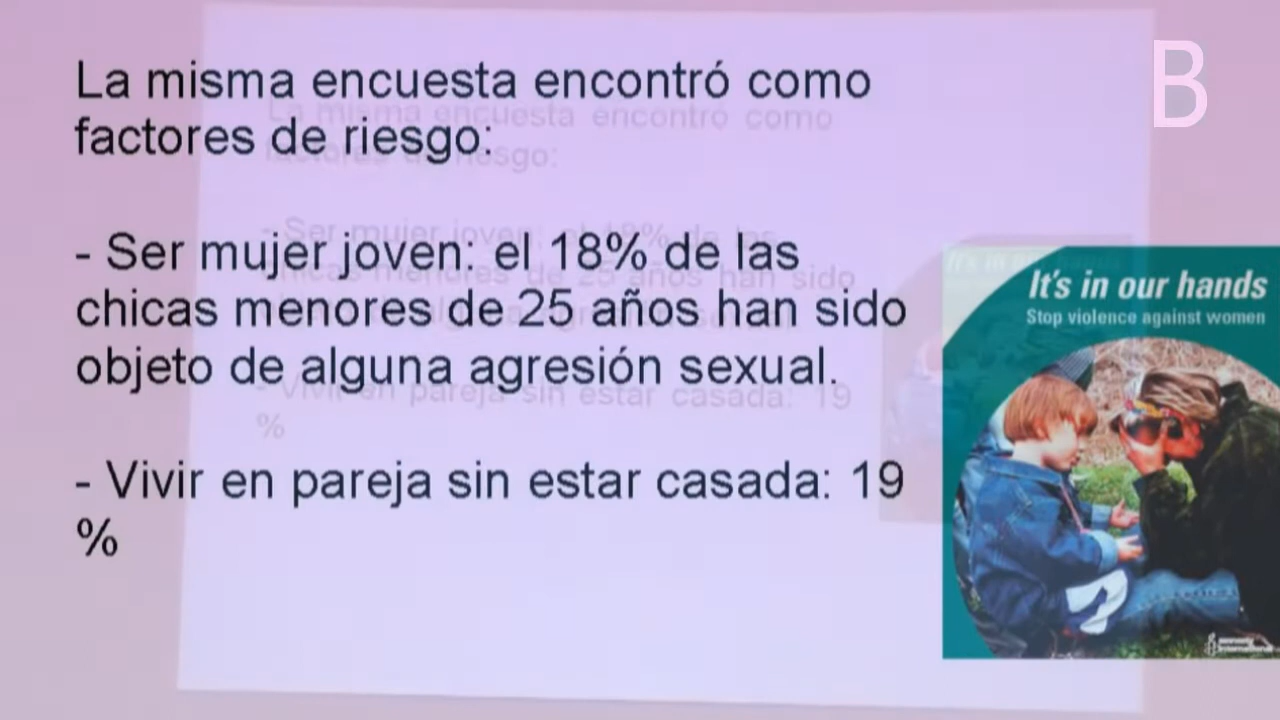 B
La misma encuesta encontró como
factores de riesgo:
- Ser mujer joven: el 18% de las
chicas menores de 25 años han sido
objeto de alguna agresión sexual.
- Vivir en pareja sin estar casada: 19
%
It's in our hands
Stop violence against women